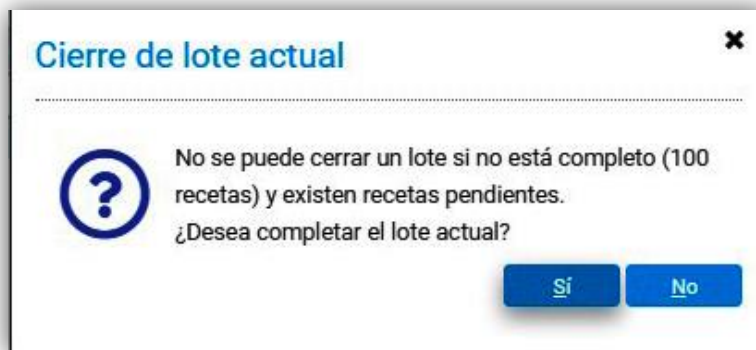 Cierre de lote actual
No se puede cerrar un lote si no está completo (100
recetas) y existen recetas pendientes.
¿Desea completar el lote actual?
Sí No